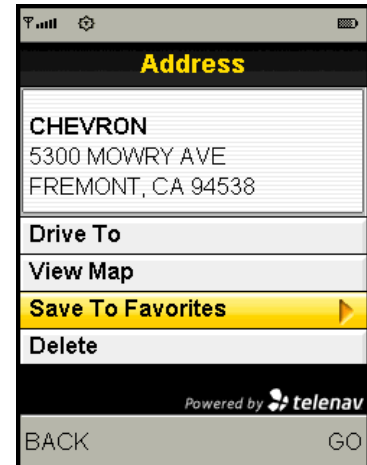 Address
CHEVRON
5300 MOWRY AVE
FREMONT, CA 94538
Drive To
View Map
Save To Favorites
Delete
Powered by telenav
BACK GO